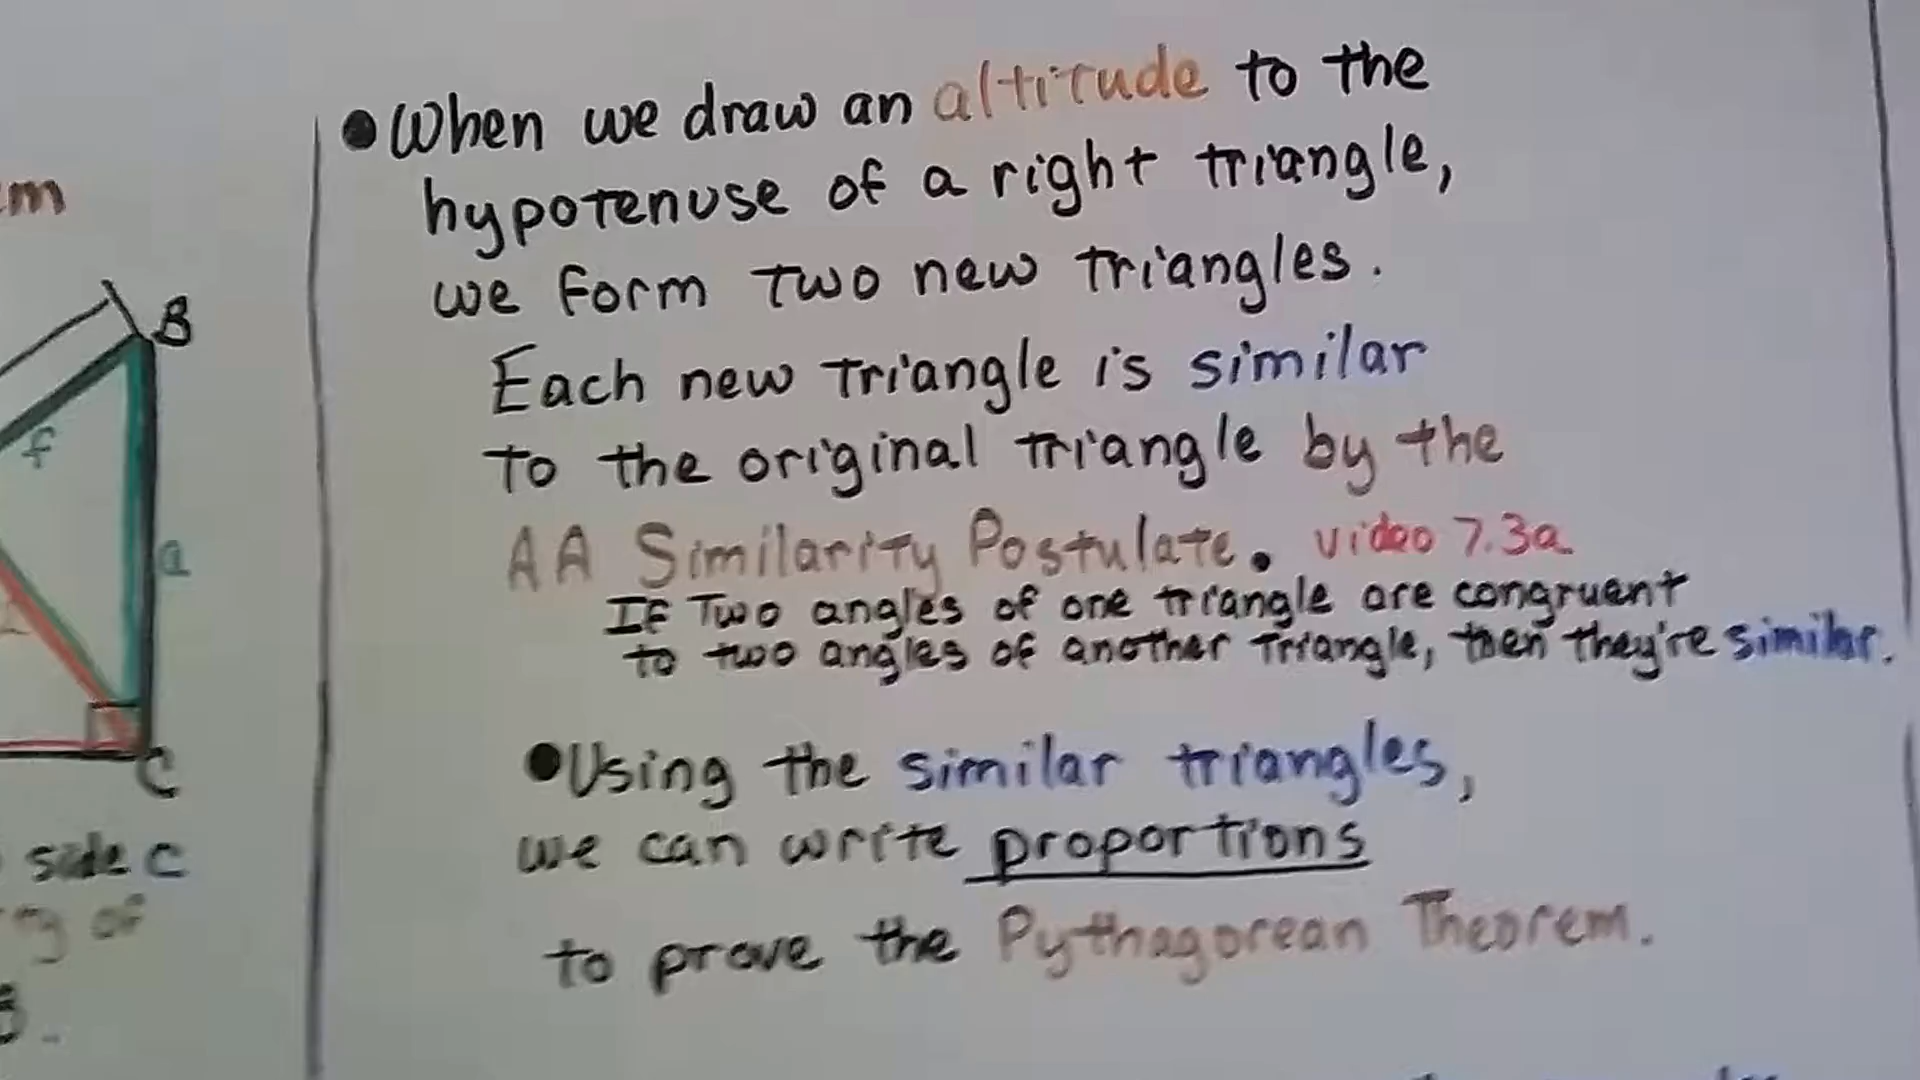 B
f
a
C
side c
of
• When we draw an altitude to the
hypotenuse of a right triangle,
we form two new triangles.
Each new triangle is similar
to the original triangle by the
AA Similarity Postulate. video 7.3a
If two angles of one triangle are congruent
to two angles of another triangle, then they're similar.
• Using the similar triangles,
we can write proportions
to prove the Pythagorean Theorem.